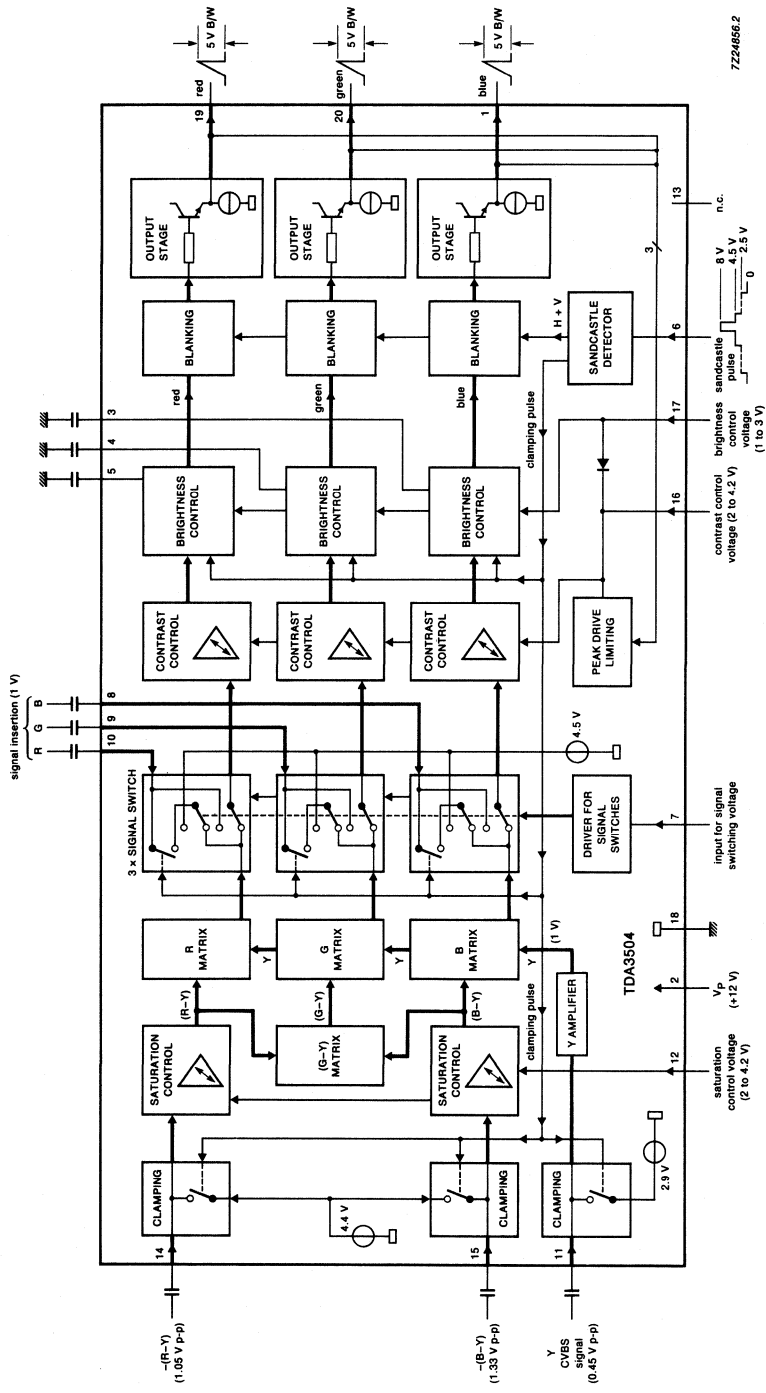 signal insertion (1 V)
R
G
B
10
9
8
5
4
3
-(R-Y)
(1.05 V p-p)
14
CLAMPING
SATURATION
CONTROL
(R-Y)
R
MATRIX
3 x SIGNAL SWITCH
CONTRAST
CONTROL
BRIGHTNESS
CONTROL
red
BLANKING
OUTPUT
STAGE
19
red
5 V B/W
4.4 V
(G-Y)
MATRIX
(G-Y)
Y
G
MATRIX
CONTRAST
CONTROL
BRIGHTNESS
CONTROL
green
BLANKING
OUTPUT
STAGE
20
green
5 V B/W
-(B-Y)
(1.33 V p-p)
15
CLAMPING
SATURATION
CONTROL
(B-Y)
Y
B
MATRIX
CONTRAST
CONTROL
BRIGHTNESS
CONTROL
blue
BLANKING
OUTPUT
STAGE
1
blue
5 V B/W
Y
CVBS
signal
(0.45 V p-p)
11
CLAMPING
2.9 V
clamping pulse
Y AMPLIFIER
Y
(1 V)
DRIVER FOR
SIGNAL
SWITCHES
4.5 V
PEAK DRIVE
LIMITING
clamping pulse
H + V
SANDCASTLE
DETECTOR
3
TDA3504
12
saturation
control voltage
(2 to 4.2 V)
2
VP
(+12 V)
18
7
input for signal
switching voltage
16
contrast control
voltage (2 to 4.2 V)
17
brightness
control
voltage
(1 to 3 V)
6
sandcastle
pulse
8 V
4.5 V
2.5 V
0
13
n.c.
7Z24856.2